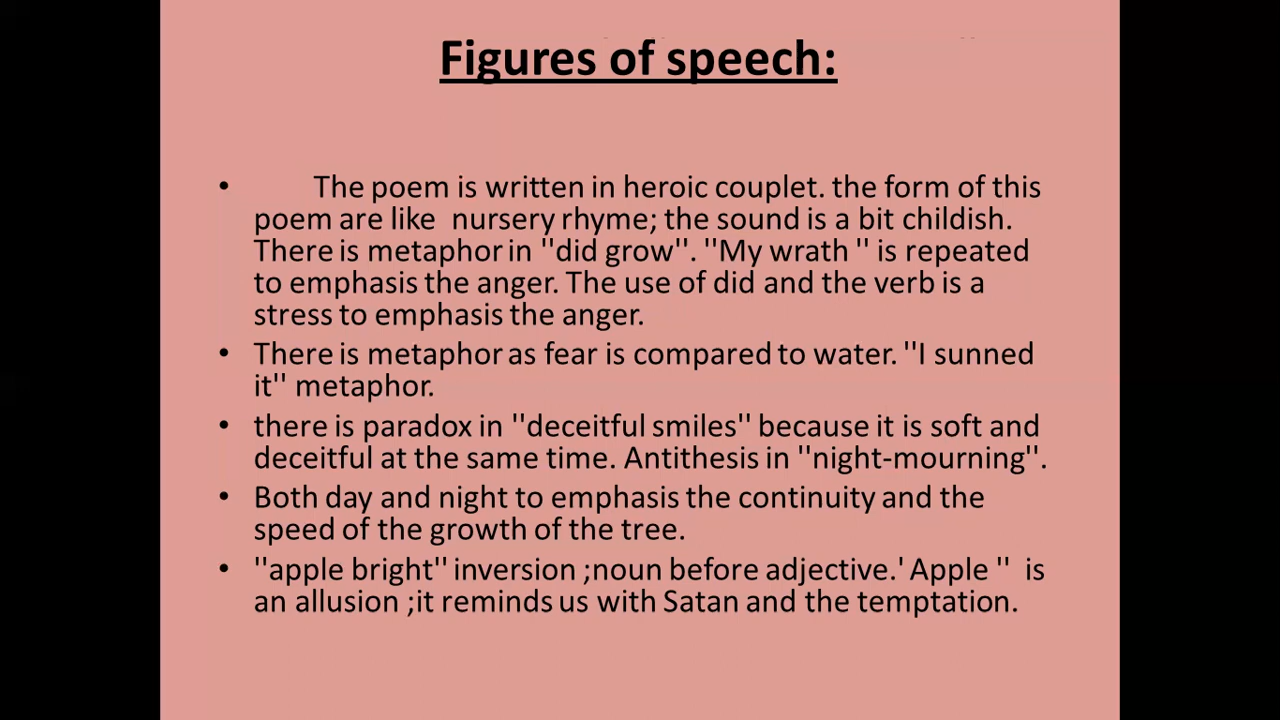 Figures of speech:
• The poem is written in heroic couplet. the form of this
poem are like nursery rhyme; the sound is a bit childish.
There is metaphor in ''did grow''. ''My wrath '' is repeated
to emphasis the anger. The use of did and the verb is a
stress to emphasis the anger.
• There is metaphor as fear is compared to water. ''I sunned
it'' metaphor.
• there is paradox in ''deceitful smiles'' because it is soft and
deceitful at the same time. Antithesis in ''night-mourning''.
• Both day and night to emphasis the continuity and the
speed of the growth of the tree.
• ''apple bright'' inversion ;noun before adjective.' Apple '' is
an allusion ;it reminds us with Satan and the temptation.